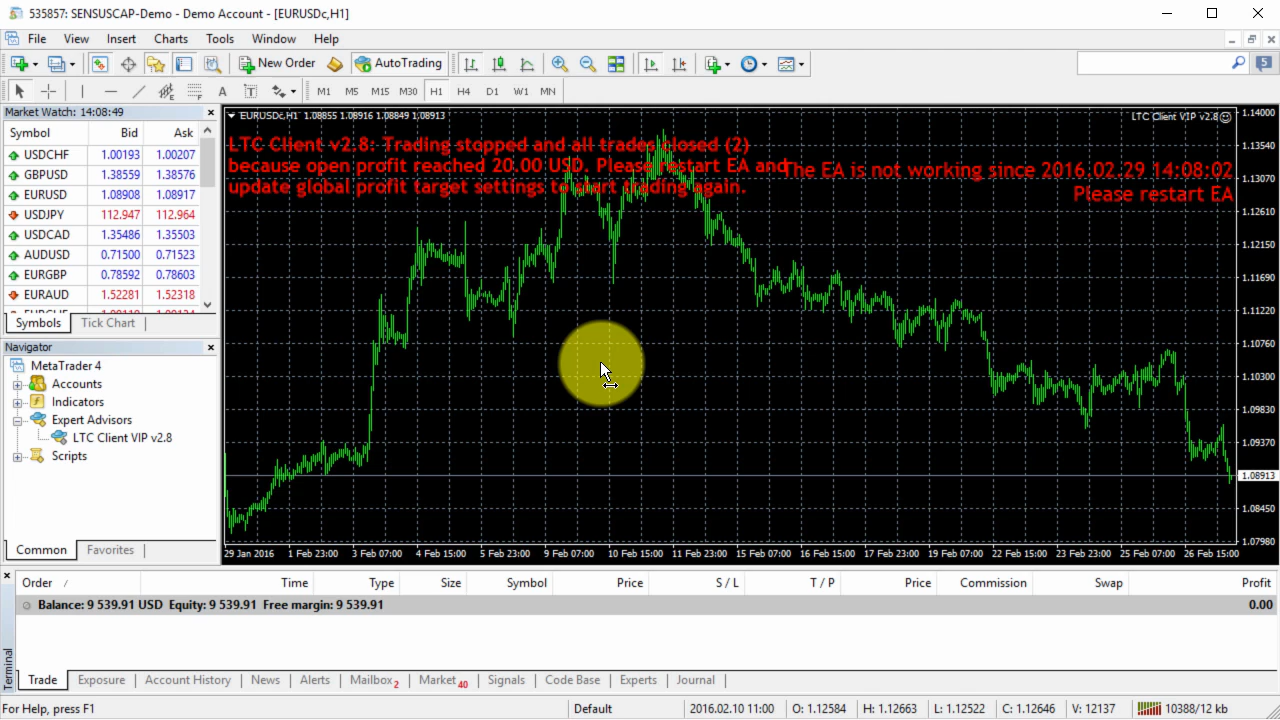 535857: SENSUSCAP-Demo - Demo Account - [EURUSDc,H1]
File View Insert Charts Tools Window Help
New Order AutoTrading 5
A T M1 M5 M15 M30 H1 H4 D1 W1 MN
Market Watch: 14:08:49
Symbol Bid Ask
USDCHF 1.00193 1.00207
GBPUSD 1.38559 1.38576
EURUSD 1.08908 1.08917
USDJPY 112.947 112.964
USDCAD 1.35486 1.35503
AUDUSD 0.71500 0.71523
EURGBP 0.78592 0.78603
EURAUD 1.52281 1.52318
Symbols Tick Chart
Navigator
MetaTrader 4
Accounts
Indicators
Expert Advisors
LTC Client VIP v2.8
Scripts
Common Favorites
EURUSDc,H1 1.08855 1.08916 1.08849 1.08913
LTC Client VIP v2.8
LTC Client v2.8: Trading stopped and all trades closed (2)
because open profit reached 20.00 USD. Please restart EA and
update global profit target settings to start trading again.
The EA is not working since 2016.02.29 14:08:02
Please restart EA
1.14000
1.13540
1.13070
1.12610
1.12150
1.11690
1.11220
1.10760
1.10300
1.09830
1.09370
1.08913
1.08450
1.07980
29 Jan 2016 1 Feb 23:00 3 Feb 07:00 4 Feb 15:00 5 Feb 23:00 9 Feb 07:00 10 Feb 15:00 11 Feb 23:00 15 Feb 07:00 16 Feb 15:00 17 Feb 23:00 19 Feb 07:00 22 Feb 15:00 23 Feb 23:00 25 Feb 07:00 26 Feb 15:00
Order / Time Type Size Symbol Price S / L T / P Price Commission Swap Profit
Balance: 9 539.91 USD Equity: 9 539.91 Free margin: 9 539.91 0.00
Terminal
Trade Exposure Account History News Alerts Mailbox 2 Market 40 Signals Code Base Experts Journal
For Help, press F1 Default 2016.02.10 11:00 O: 1.12584 H: 1.12663 L: 1.12522 C: 1.12646 V: 12137 10388/12 kb